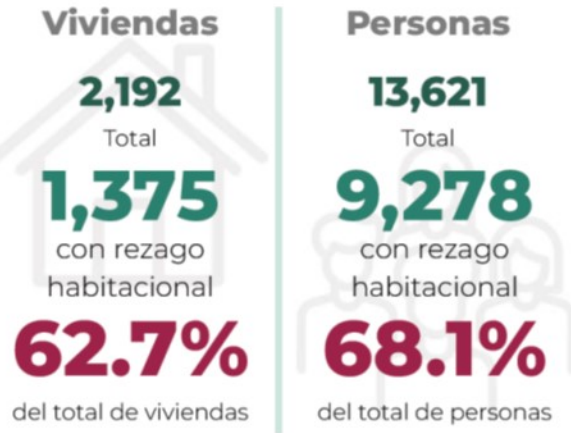 Viviendas
2,192
Total
1,375
con rezago
habitacional
62.7%
del total de viviendas
Personas
13,621
Total
9,278
con rezago
habitacional
68.1%
del total de personas